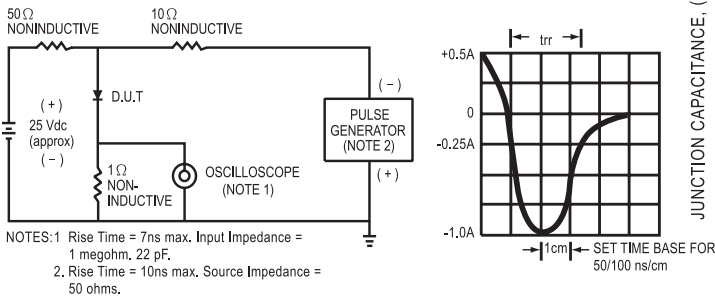 50Ω
NONINDUCTIVE
10Ω
NONINDUCTIVE
D.U.T
(+)
25 Vdc
(approx)
(−)
1Ω
NON-
INDUCTIVE
OSCILLOSCOPE
(NOTE 1)
(−)
PULSE
GENERATOR
(NOTE 2)
(+)
NOTES:1 Rise Time = 7ns max. Input Impedance =
1 megohm. 22 pF.
2. Rise Time = 10ns max. Source Impedance =
50 ohms.
trr
+0.5A
0
-0.25A
-1.0A
1cm
SET TIME BASE FOR
50/100 ns/cm
JUNCTION CAPACITANCE, (